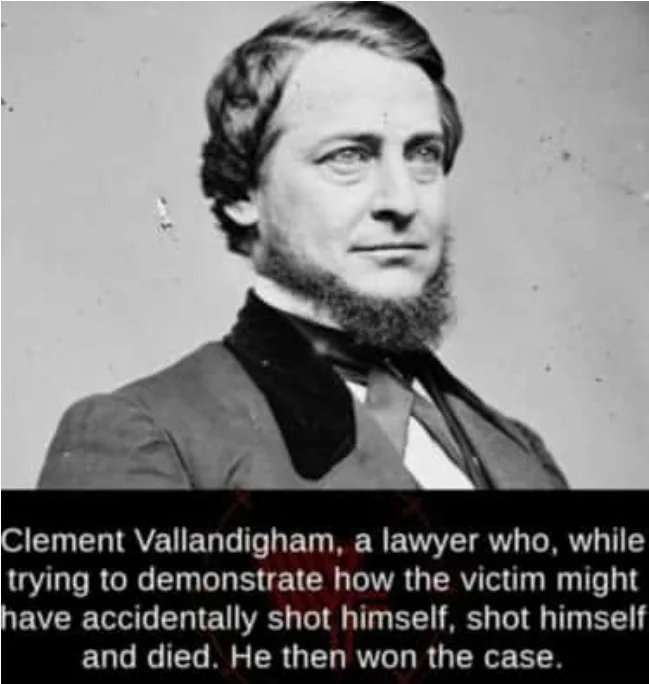 Clement Vallandigham, a lawyer who, while
trying to demonstrate how the victim might
have accidentally shot himself, shot himself
and died. He then won the case.